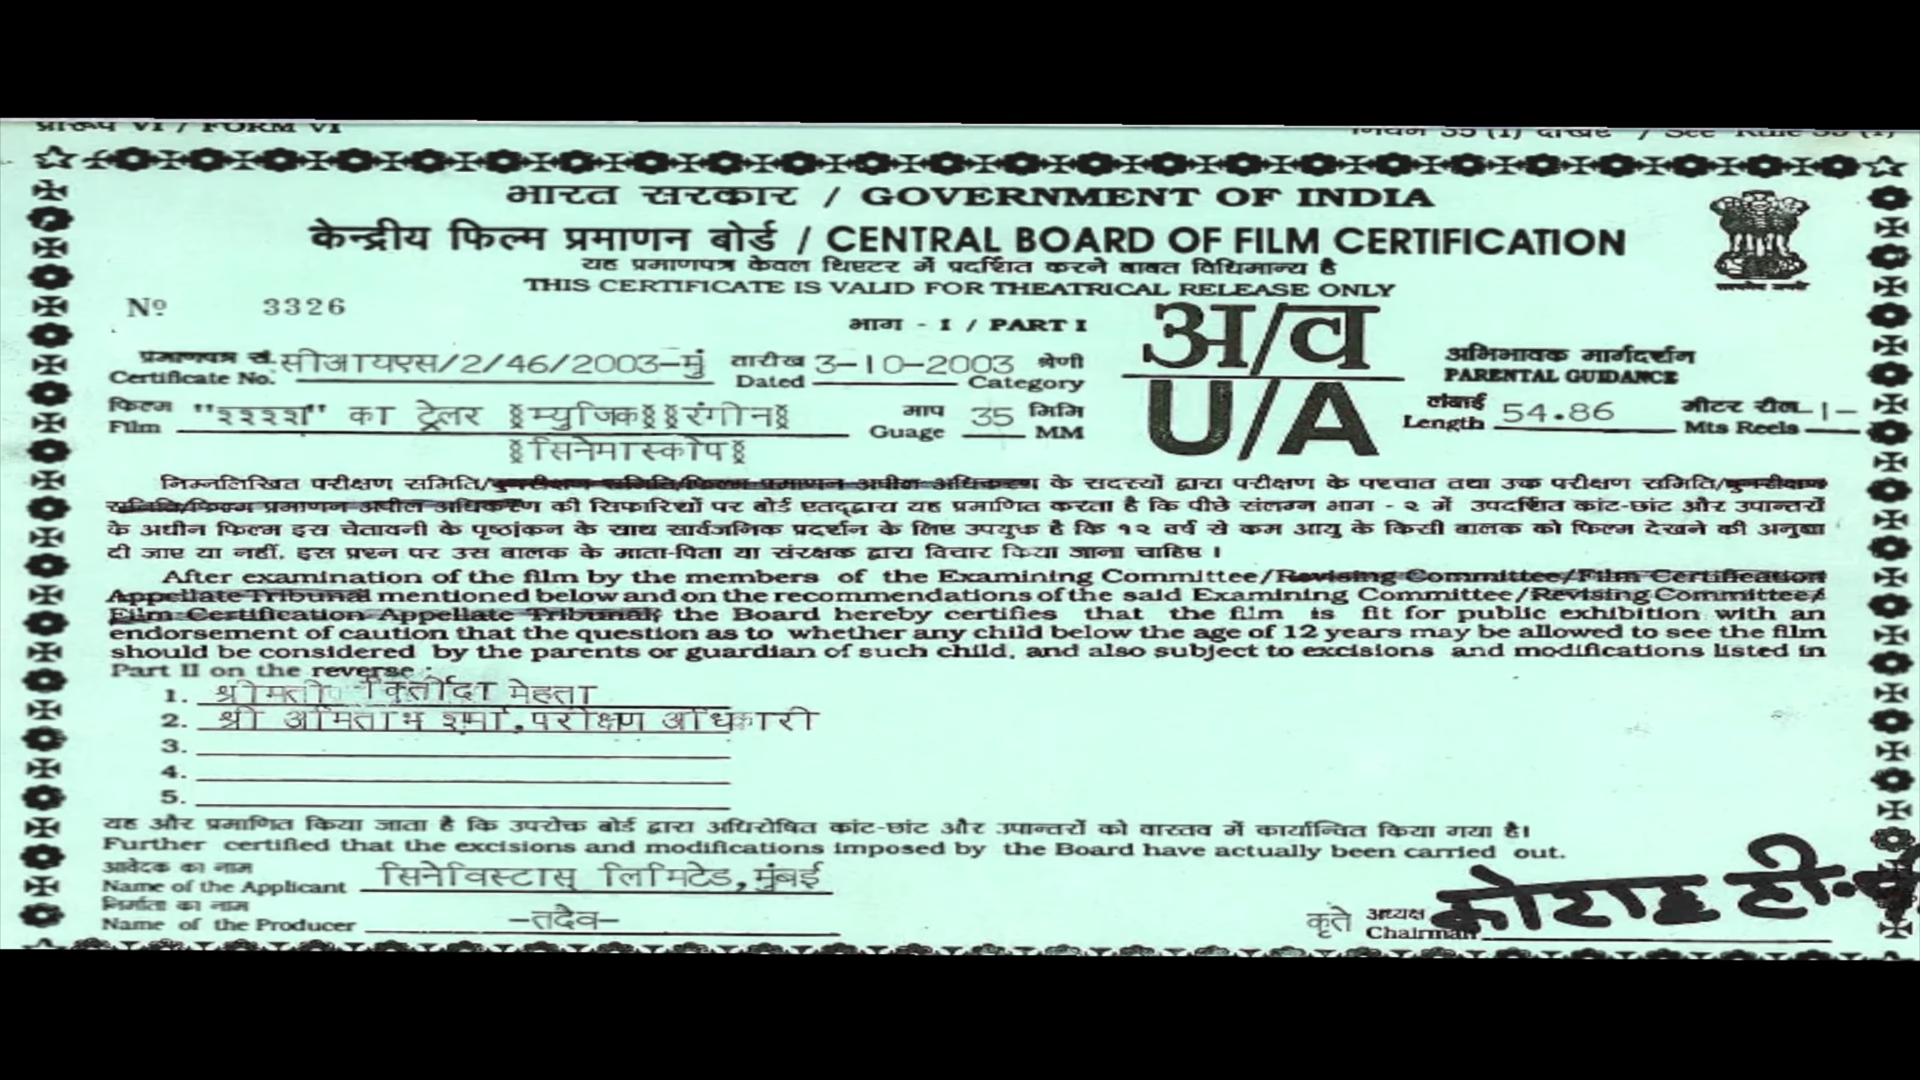 प्रारूप VI / FORM VI
नियम 33 (1) देखिए / See Rule 33 (1)
भारत सरकार / GOVERNMENT OF INDIA
केन्द्रीय फिल्म प्रमाणन बोर्ड / CENTRAL BOARD OF FILM CERTIFICATION
यह प्रमाणपत्र केवल थिएटर में प्रदर्शित करने बाबत विधिमान्य है
THIS CERTIFICATE IS VALID FOR THEATRICAL RELEASE ONLY
Nº 3326
भाग - I / PART I
अ/व
U/A
अभिभावक मार्गदर्शन
PARENTAL GUIDANCE
प्रमाणपत्र सं. सीआयएस/2/46/2003-मुं तारीख 3-10-2003 श्रेणी
Certificate No. Dated Category
फिल्म "श्श्श्श" का ट्रेलर म्युजिक रंगीन माप 35 मिमि लंबाई 54.86 मीटर रील 1-
Film Guage MM Length Mts Reels
सिनेमास्कोप
निम्नलिखित परीक्षण समिति/पुनरीक्षण समिति/फिल्म प्रमाणन अपील अधिकरण के सदस्यों द्वारा परीक्षण के पश्चात तथा उक्त परीक्षण समिति/पुनरीक्षण
समिति/फिल्म प्रमाणन अपील अधिकरण की सिफारिशों पर बोर्ड एतद्द्वारा यह प्रमाणित करता है कि पीछे संलग्न भाग - २ में उपदर्शित कांट-छांट और उपान्तरों
के अधीन फिल्म इस चेतावनी के पृष्ठांकन के साथ सार्वजनिक प्रदर्शन के लिए उपयुक्त है कि १२ वर्ष से कम आयु के किसी बालक को फिल्म देखने की अनुज्ञा
दी जाए या नहीं, इस प्रश्न पर उस बालक के माता-पिता या संरक्षक द्वारा विचार किया जाना चाहिए ।
After examination of the film by the members of the Examining Committee/Revising Committee/Film Certification
Appellate Tribunal mentioned below and on the recommendations of the said Examining Committee/Revising Committee/
Film Certification Appellate Tribunal; the Board hereby certifies that the film is fit for public exhibition with an
endorsement of caution that the question as to whether any child below the age of 12 years may be allowed to see the film
should be considered by the parents or guardian of such child, and also subject to excisions and modifications listed in
Part II on the reverse :
1. श्रीमती मेहता
2. श्री अमिताभ शर्मा, परीक्षण अधिकारी
3.
4.
5.
यह और प्रमाणित किया जाता है कि उपरोक्त बोर्ड द्वारा अधिरोपित कांट-छांट और उपान्तरों को वास्तव में कार्यान्वित किया गया है।
Further certified that the excisions and modifications imposed by the Board have actually been carried out.
आवेदक का नाम
Name of the Applicant सिनेविस्टास् लिमिटेड, मुंबई
निर्माता का नाम
Name of the Producer -तदैव-
कृते अध्यक्ष
Chairman